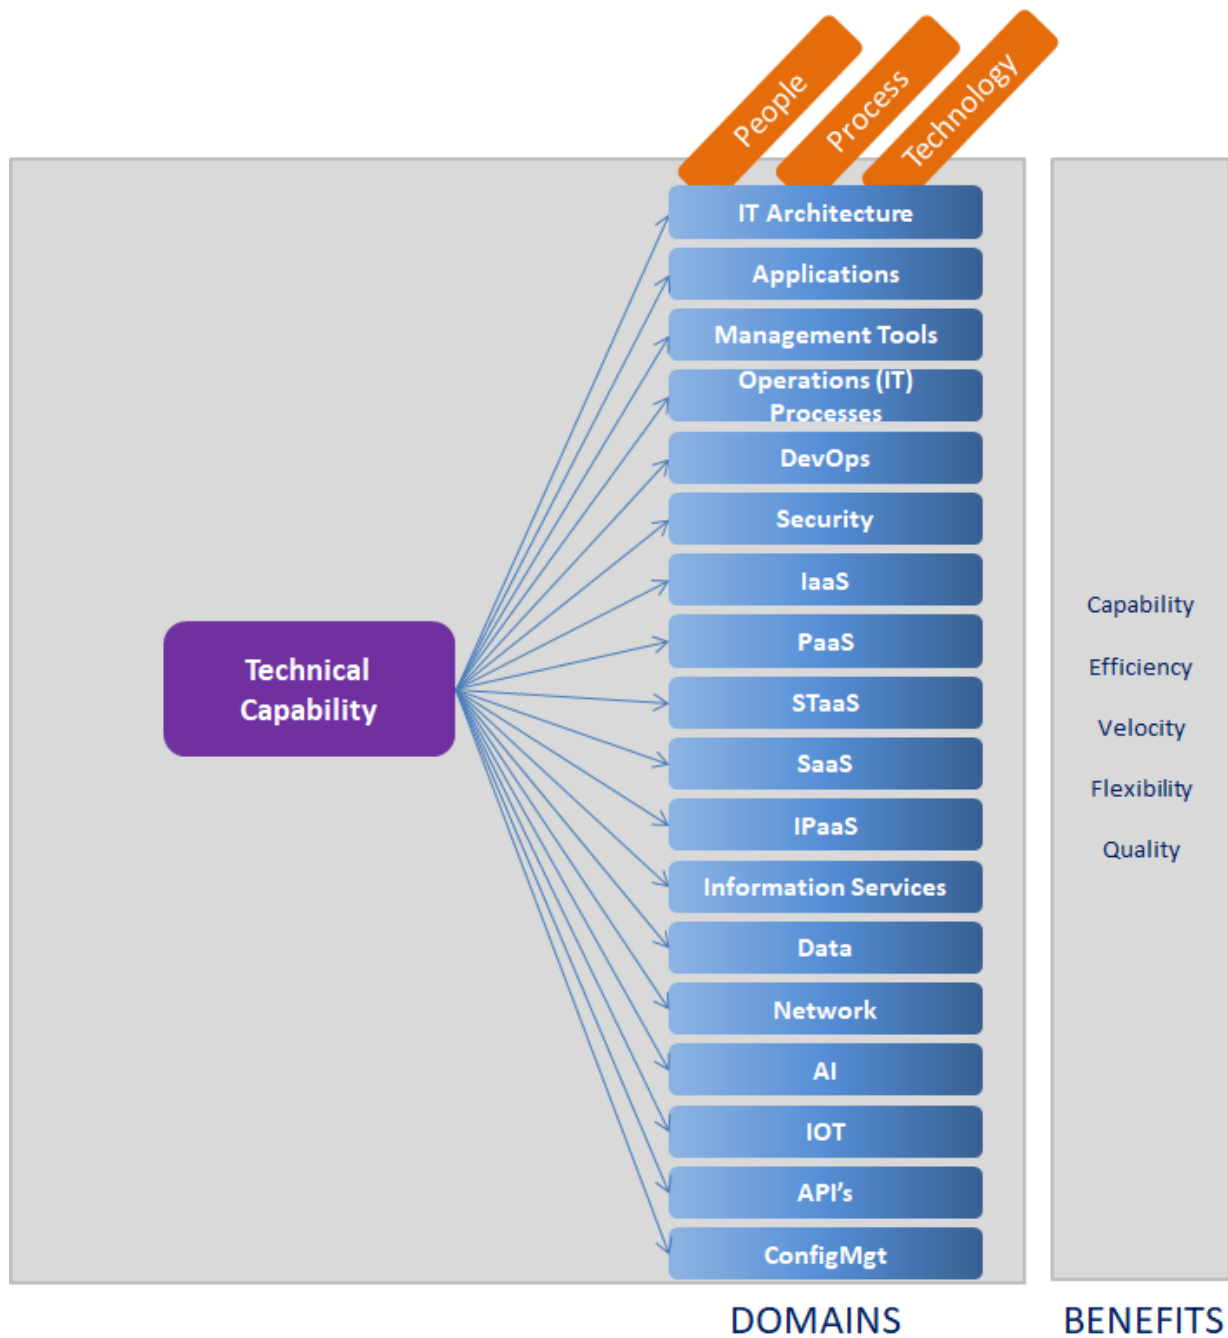 People
Process
Technology
IT Architecture
Applications
Management Tools
Operations (IT)
Processes
DevOps
Security
IaaS
PaaS
STaaS
SaaS
IPaaS
Information Services
Data
Network
AI
IOT
API’s
ConfigMgt
Technical
Capability
Capability
Efficiency
Velocity
Flexibility
Quality
DOMAINS
BENEFITS